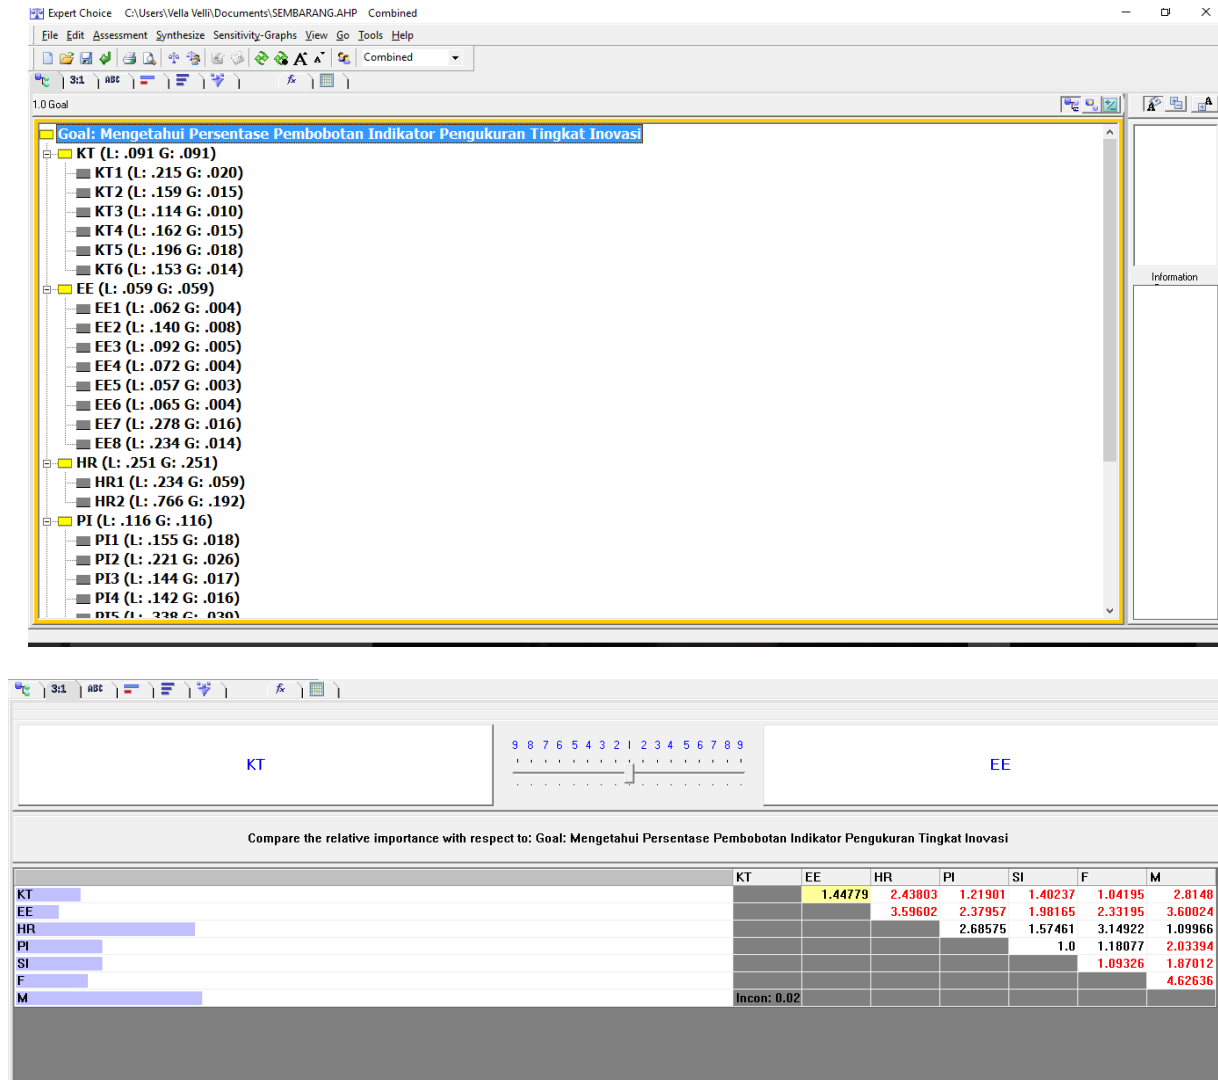 Expert Choice C:\Users\Vella Velli\Documents\SEMBARANG.AHP Combined
File Edit Assessment Synthesize Sensitivity-Graphs View Go Tools Help
Combined
3:1 ABC fx
1.0 Goal
Goal: Mengetahui Persentase Pembobotan Indikator Pengukuran Tingkat Inovasi
KT (L: .091 G: .091)
KT1 (L: .215 G: .020)
KT2 (L: .159 G: .015)
KT3 (L: .114 G: .010)
KT4 (L: .162 G: .015)
KT5 (L: .196 G: .018)
KT6 (L: .153 G: .014)
Information
EE (L: .059 G: .059)
EE1 (L: .062 G: .004)
EE2 (L: .140 G: .008)
EE3 (L: .092 G: .005)
EE4 (L: .072 G: .004)
EE5 (L: .057 G: .003)
EE6 (L: .065 G: .004)
EE7 (L: .278 G: .016)
EE8 (L: .234 G: .014)
HR (L: .251 G: .251)
HR1 (L: .234 G: .059)
HR2 (L: .766 G: .192)
PI (L: .116 G: .116)
PI1 (L: .155 G: .018)
PI2 (L: .221 G: .026)
PI3 (L: .144 G: .017)
PI4 (L: .142 G: .016)
PI5 (L: .338 G: .039)
3:1 ABC fx
9 8 7 6 5 4 3 2 | 2 3 4 5 6 7 8 9
KT EE
Compare the relative importance with respect to: Goal: Mengetahui Persentase Pembobotan Indikator Pengukuran Tingkat Inovasi
KT EE HR PI SI F M
KT 1.44779 2.43803 1.21901 1.40237 1.04195 2.8148
EE 3.59602 2.37957 1.98165 2.33195 3.60024
HR 2.68575 1.57461 3.14922 1.09966
PI 1.0 1.18077 2.03394
SI 1.09326 1.87012
F 4.62636
M Incon: 0.02